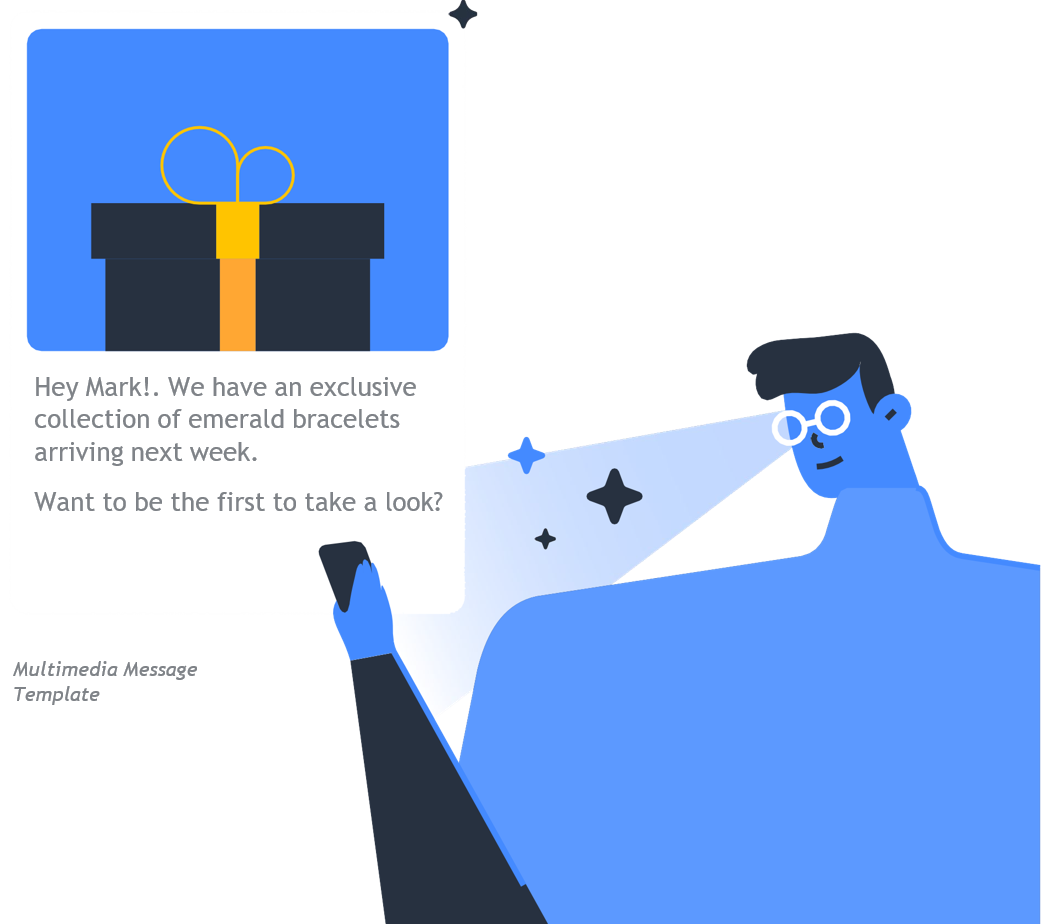 Hey Mark!. We have an exclusive
collection of emerald bracelets
arriving next week.
Want to be the first to take a look?
Multimedia Message
Template